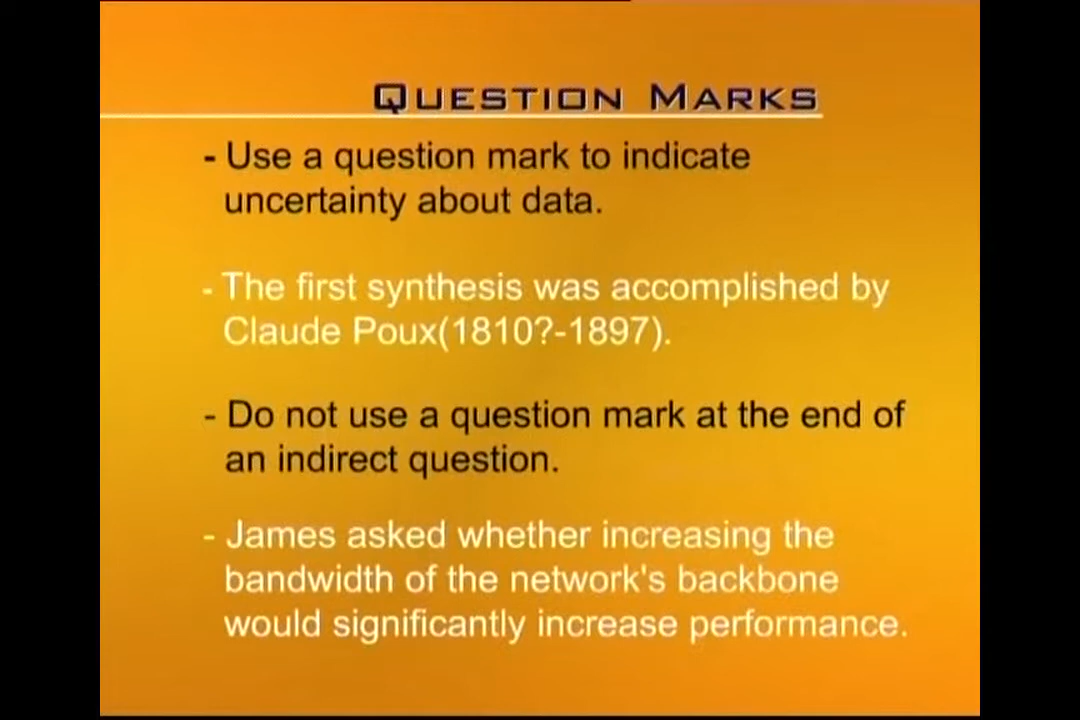 Question Marks
- Use a question mark to indicate
uncertainty about data.
- The first synthesis was accomplished by
Claude Poux(1810?-1897).
- Do not use a question mark at the end of
an indirect question.
- James asked whether increasing the
bandwidth of the network's backbone
would significantly increase performance.